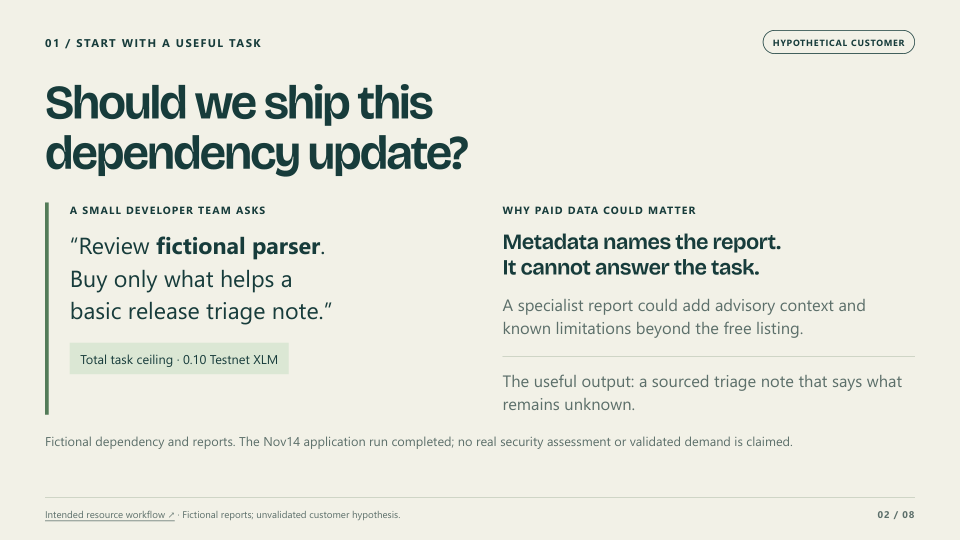 01 / START WITH A USEFUL TASK
HYPOTHETICAL CUSTOMER
Should we ship this
dependency update?
A SMALL DEVELOPER TEAM ASKS
“Review fictional parser.
Buy only what helps a
basic release triage note.”
Total task ceiling · 0.10 Testnet XLM
WHY PAID DATA COULD MATTER
Metadata names the report.
It cannot answer the task.
A specialist report could add advisory context and
known limitations beyond the free listing.
The useful output: a sourced triage note that says what
remains unknown.
Fictional dependency and reports. The Nov14 application run completed; no real security assessment or validated demand is claimed.
Intended resource workflow ↗ · Fictional reports; unvalidated customer hypothesis.
02 / 08